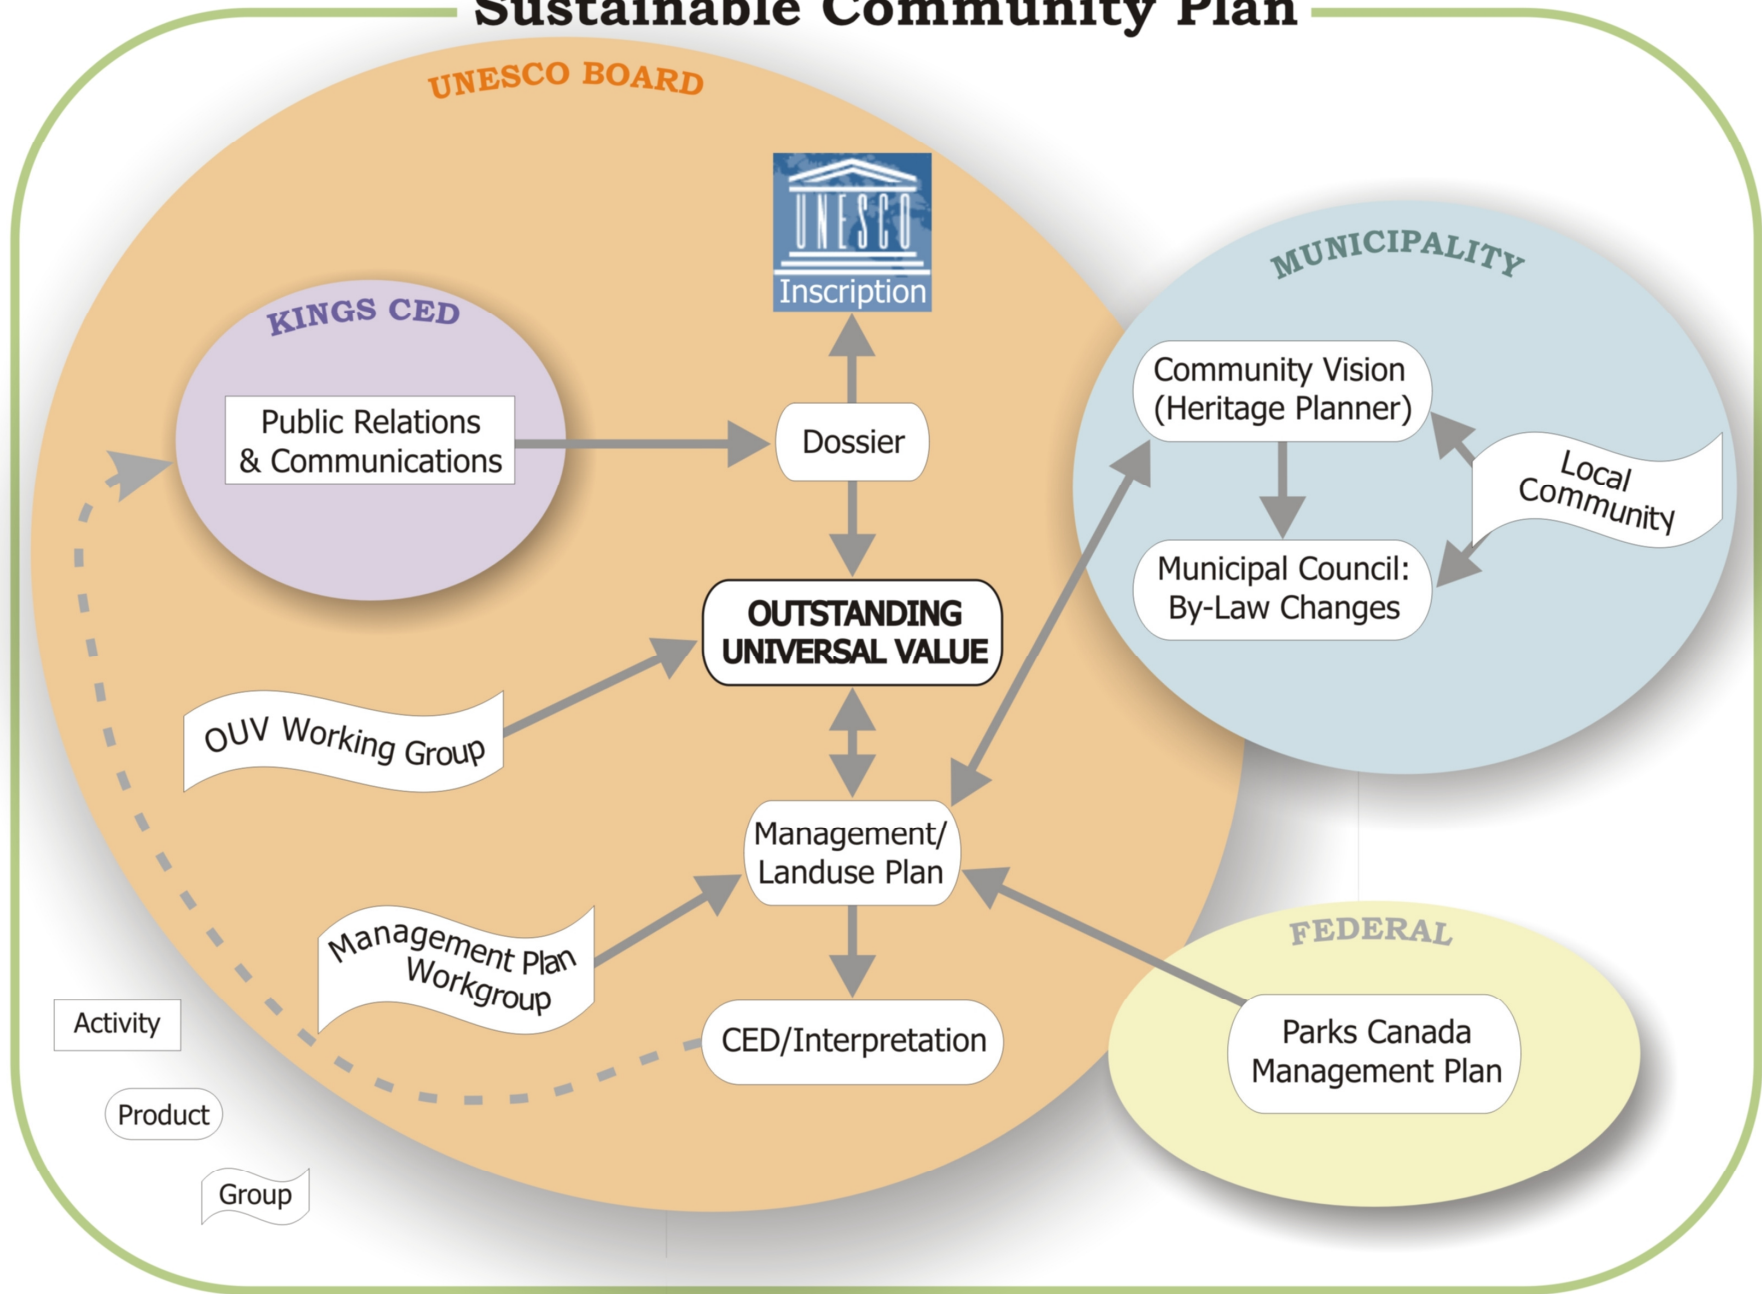 Sustainable Community Plan
UNESCO BOARD
UNESCO
Inscription
KINGS CED
Public Relations
& Communications
Dossier
MUNICIPALITY
Community Vision
(Heritage Planner)
Local
Community
Municipal Council:
By-Law Changes
OUTSTANDING
UNIVERSAL VALUE
OUV Working Group
Management/
Landuse Plan
Management Plan
Workgroup
CED/Interpretation
FEDERAL
Parks Canada
Management Plan
Activity
Product
Group